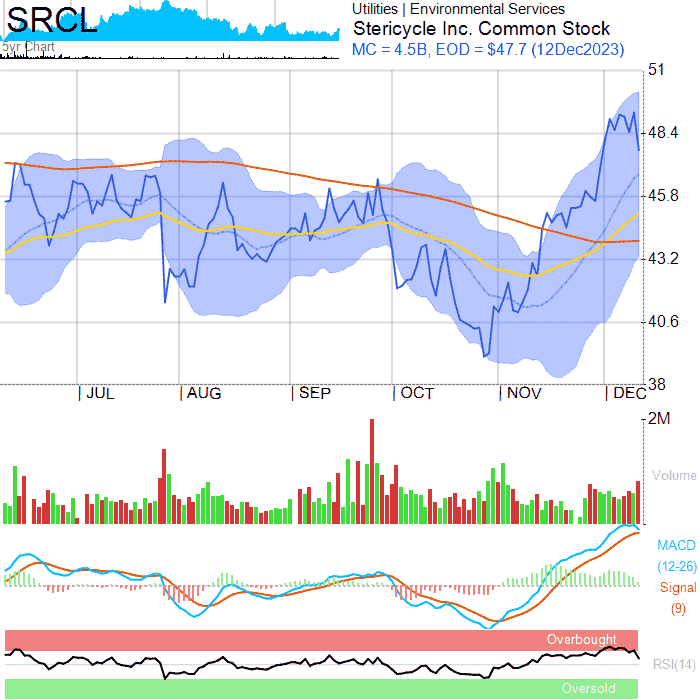 SRCL
5yr Chart
Utilities | Environmental Services
Stericycle Inc. Common Stock
MC = 4.5B, EOD = $47.7 (12Dec2023)
51
48.4
45.8
43.2
40.6
38
JUL AUG SEP OCT NOV DEC
2M
Volume
MACD
(12-26)
Signal
(9)
Overbought
RSI(14)
Oversold